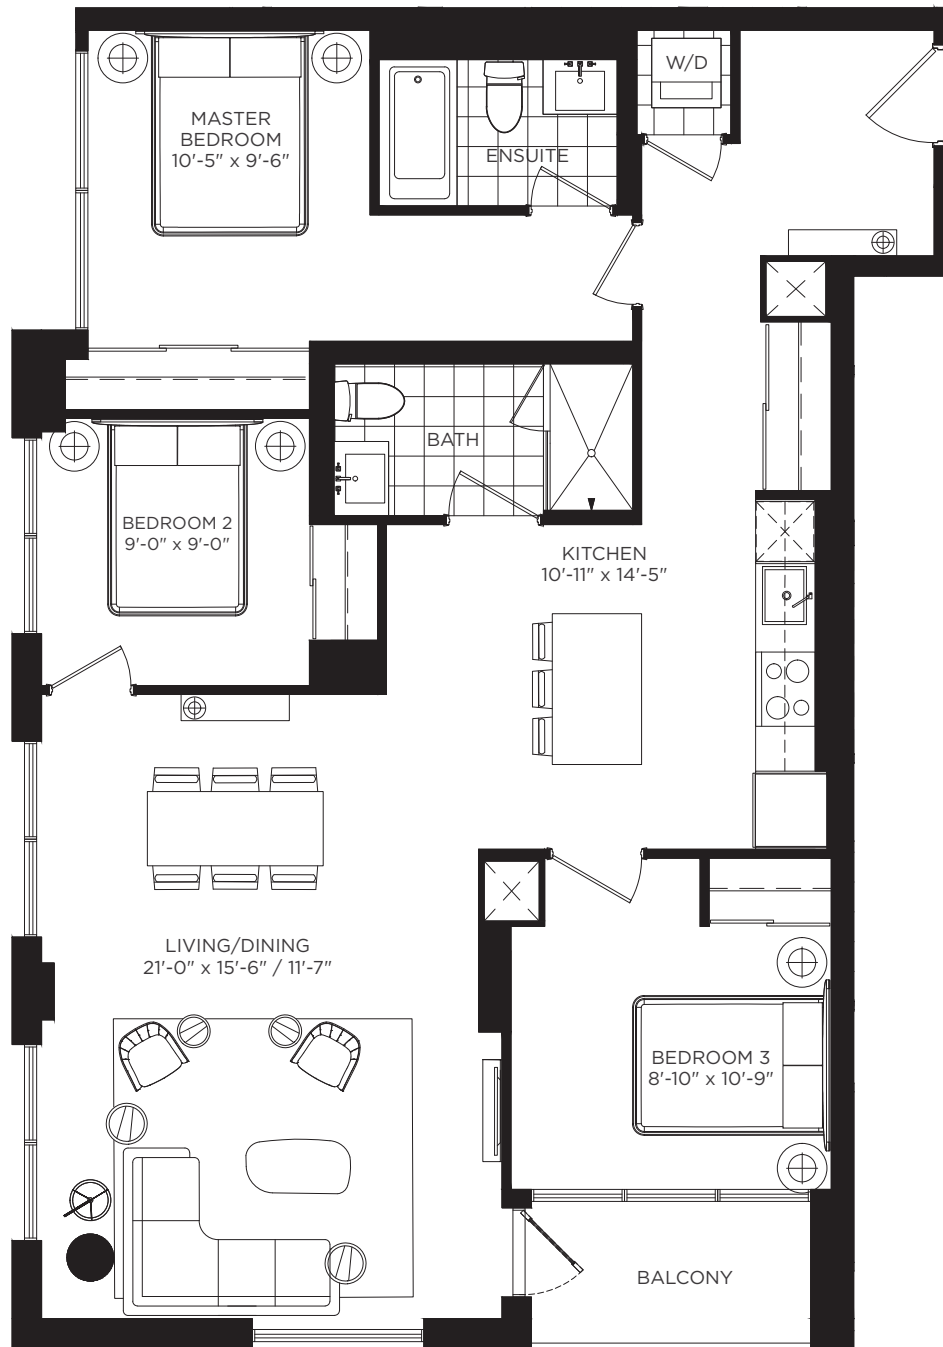 W/D
MASTER
BEDROOM
10'-5" x 9'-6"
ENSUITE
BATH
BEDROOM 2
9'-0" x 9'-0"
KITCHEN
10'-11" x 14'-5"
LIVING/DINING
21'-0" x 15'-6" / 11'-7"
BEDROOM 3
8'-10" x 10'-9"
BALCONY